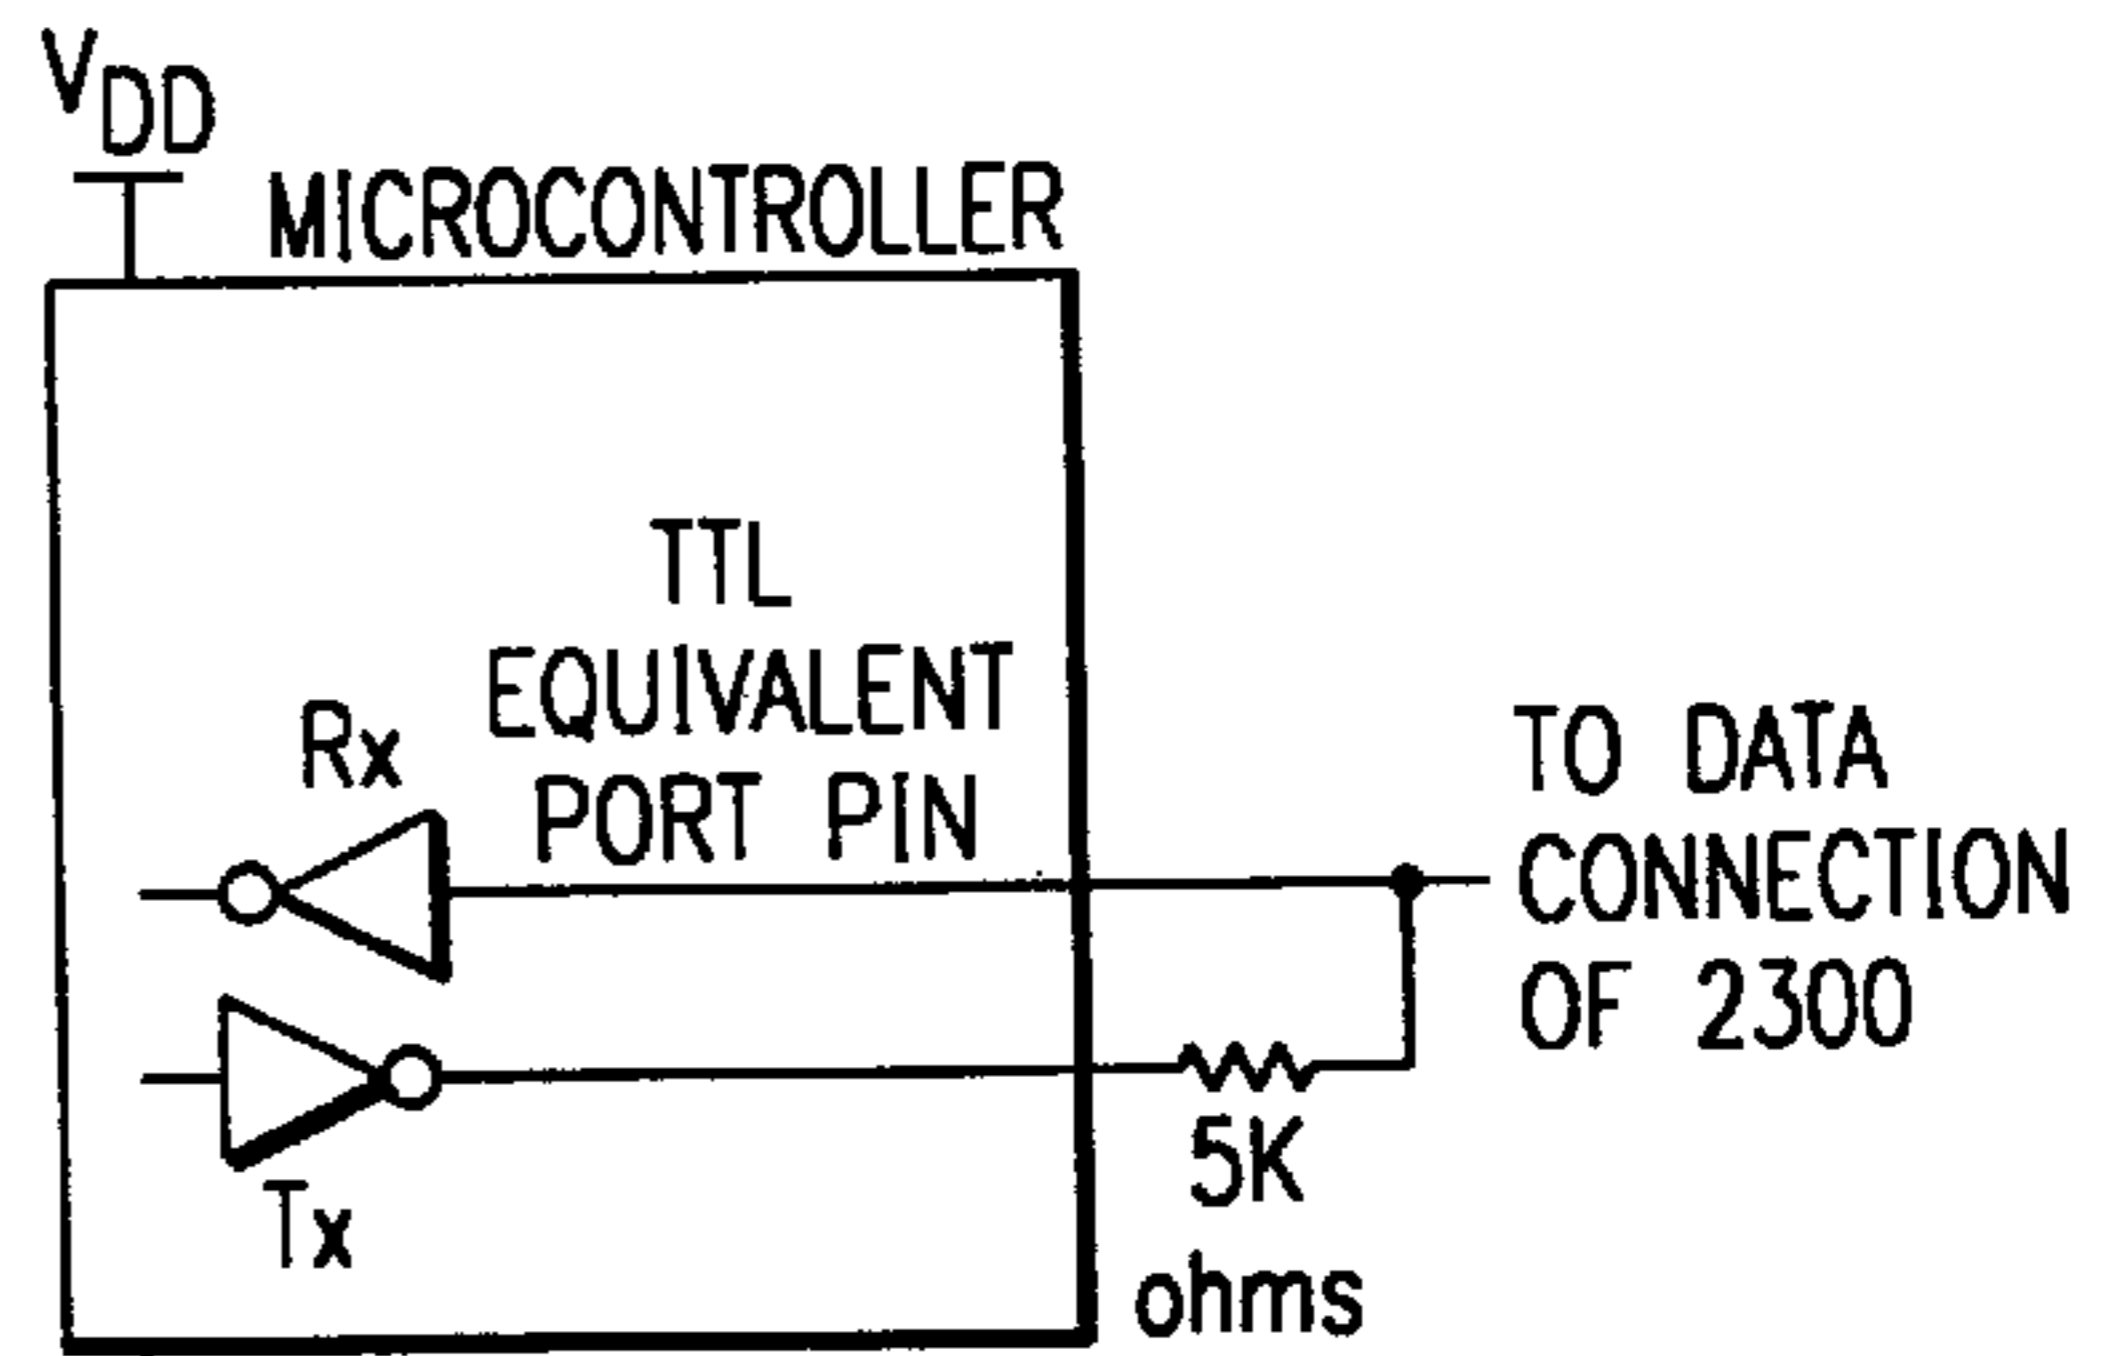 VDD
MICROCONTROLLER
TTL
EQUIVALENT
PORT PIN
Rx
Tx
TO DATA
CONNECTION
OF 2300
5K
ohms